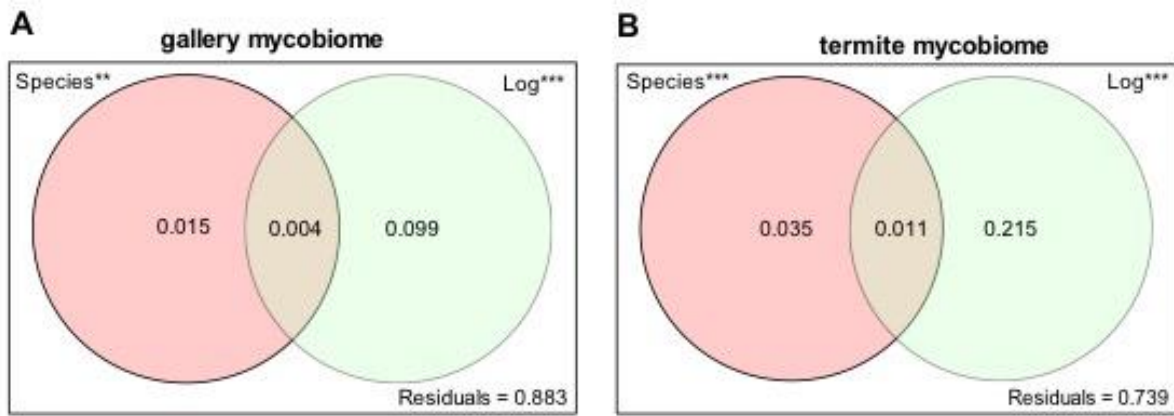 A
gallery mycobiome
Species**
Log***
0.015
0.004
0.099
Residuals = 0.883
B
termite mycobiome
Species***
Log***
0.035
0.011
0.215
Residuals = 0.739